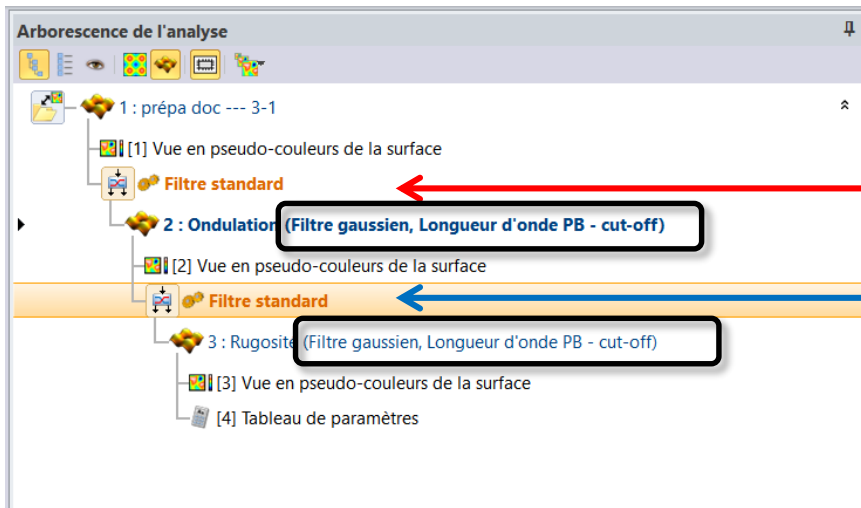 Arborescence de l'analyse
1 : prépa doc --- 3-1
[1] Vue en pseudo-couleurs de la surface
Filtre standard
2 : Ondulation (Filtre gaussien, Longueur d'onde PB - cut-off)
[2] Vue en pseudo-couleurs de la surface
Filtre standard
3 : Rugosité (Filtre gaussien, Longueur d'onde PB - cut-off)
[3] Vue en pseudo-couleurs de la surface
[4] Tableau de paramètres